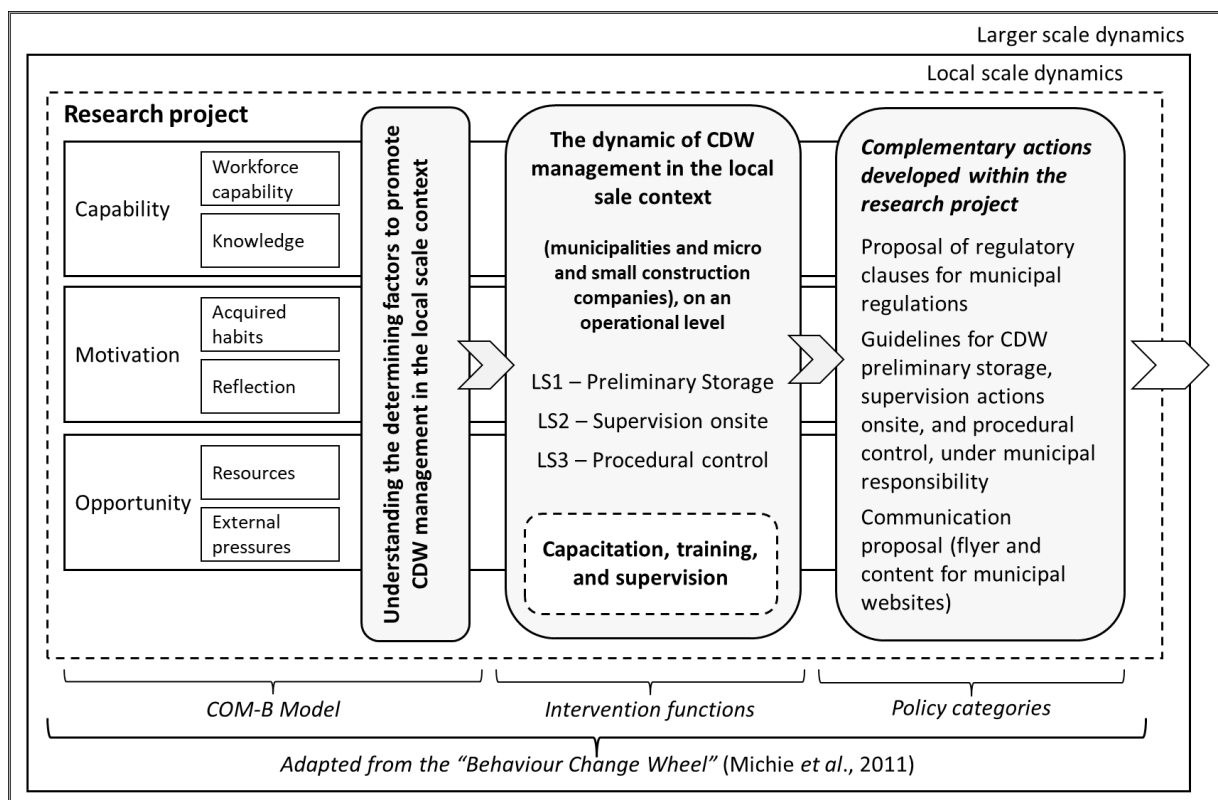 Larger scale dynamics
Local scale dynamics
Research project
Capability
Workforce
capability
Knowledge
Motivation
Acquired
habits
Reflection
Opportunity
Resources
External
pressures
Understanding the determining factors to promote
CDW management in the local scale context
The dynamic of CDW
management in the local
sale context
(municipalities and micro
and small construction
companies), on an
operational level
LS1 – Preliminary Storage
LS2 – Supervision onsite
LS3 – Procedural control
Capacitation, training,
and supervision
Complementary actions
developed within the
research project
Proposal of regulatory
clauses for municipal
regulations
Guidelines for CDW
preliminary storage,
supervision actions
onsite, and procedural
control, under municipal
responsibility
Communication
proposal (flyer and
content for municipal
websites)
COM-B Model
Intervention functions
Policy categories
Adapted from the “Behaviour Change Wheel” (Michie et al., 2011)